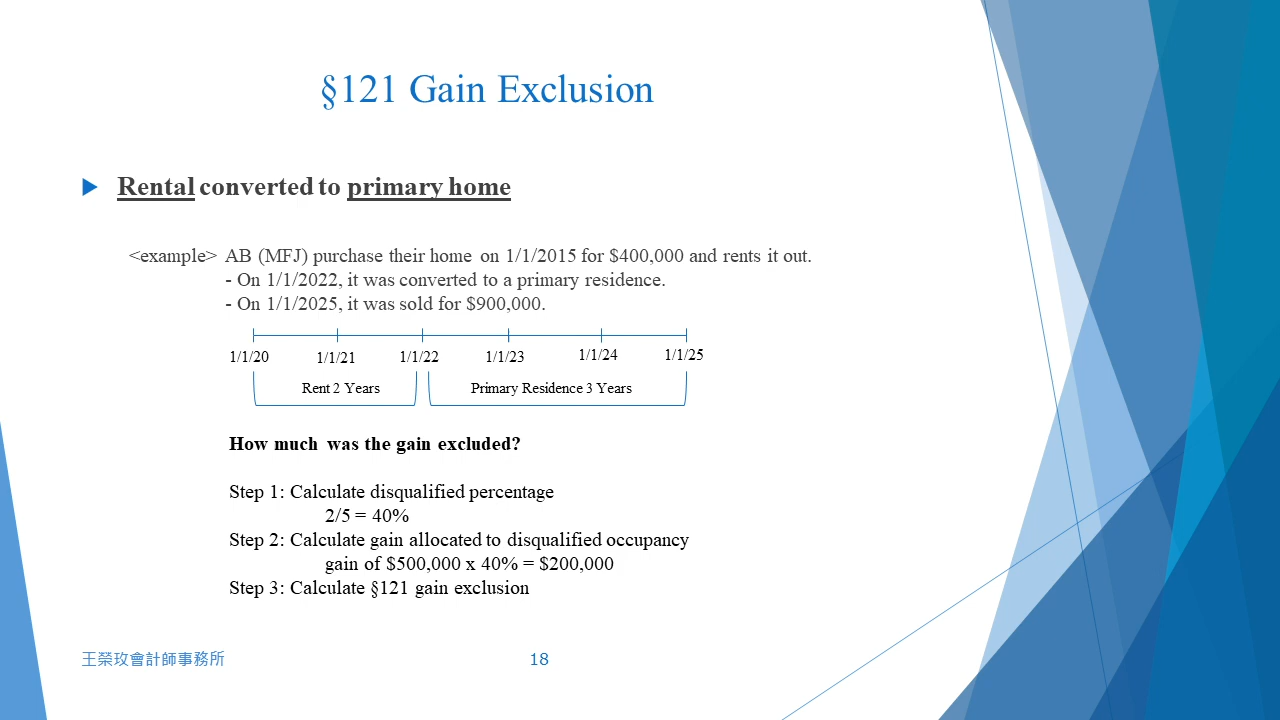 §121 Gain Exclusion
Rental converted to primary home
<example> AB (MFJ) purchase their home on 1/1/2015 for $400,000 and rents it out.
- On 1/1/2022, it was converted to a primary residence.
- On 1/1/2025, it was sold for $900,000.
1/1/20 1/1/21 1/1/22 1/1/23 1/1/24 1/1/25
Rent 2 Years Primary Residence 3 Years
How much was the gain excluded?
Step 1: Calculate disqualified percentage
2/5 = 40%
Step 2: Calculate gain allocated to disqualified occupancy
gain of $500,000 x 40% = $200,000
Step 3: Calculate §121 gain exclusion
王榮玫會計師事務所 18